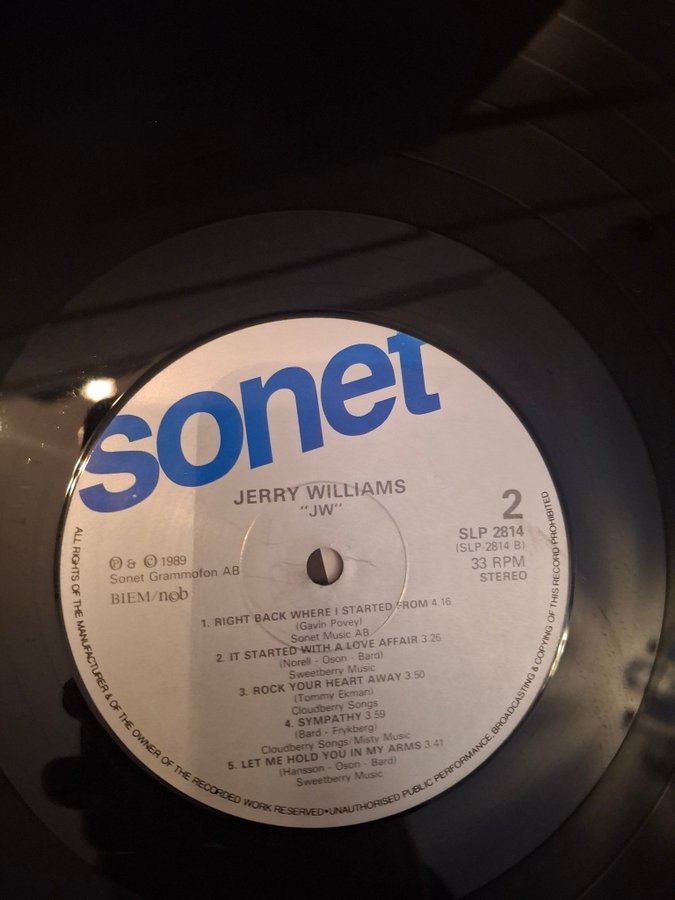 sonet
JERRY WILLIAMS
"JW"
2
SLP 2814
(SLP-2814 B)
33 RPM
STEREO
Ⓟ & © 1989
Sonet Grammofon AB
BIEM/ncb
1. RIGHT BACK WHERE I STARTED FROM 4.16
(Gavin Povey)
Sonet Music AB
2. IT STARTED WITH A LOVE AFFAIR 3.26
(Norell - Oson - Bard)
Sweetberry Music
3. ROCK YOUR HEART AWAY 3.50
(Tommy Ekman)
Cloudberry Songs
4. SYMPATHY 3.59
(Bard - Frykberg)
Cloudberry Songs/Misty Music
5. LET ME HOLD YOU IN MY ARMS 3.41
(Hansson - Oson - Bard)
Sweetberry Music
ALL RIGHTS OF THE MANUFACTURER & OF THE OWNER OF THE RECORDED WORK RESERVED•UNAUTHORISED PUBLIC PERFORMANCE, BROADCASTING & COPYING OF THIS RECORD PROHIBITED